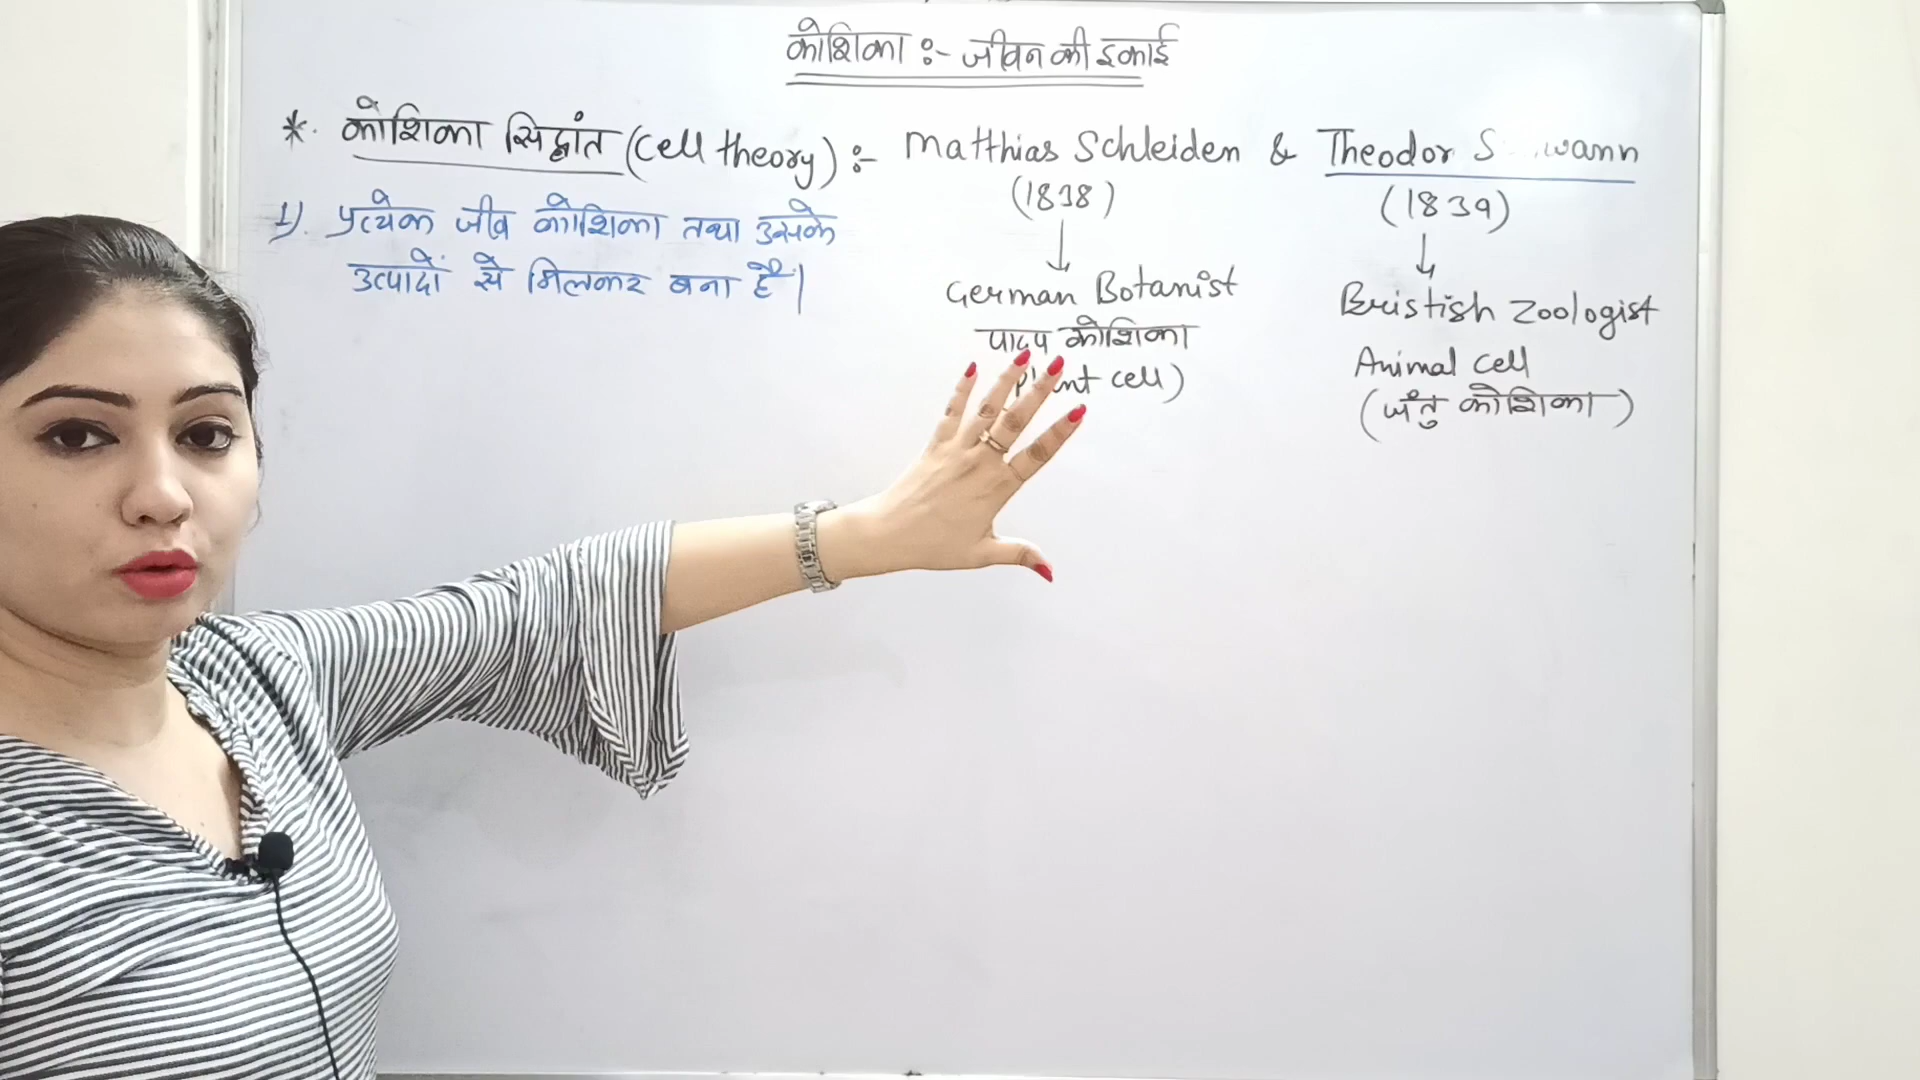 कोशिका :- जीवन की इकाई
*. कोशिका सिद्धांत (cell theory) :- Matthias Schleiden & Theodor
(1838) (1839)
1). प्रत्येक जीव कोशिका तथा उसके
उत्पादों से मिलकर बना है।
German Botanist
पादप कोशिका
cell)
Bristish Zoologist
Animal cell
(जंतु कोशिका)